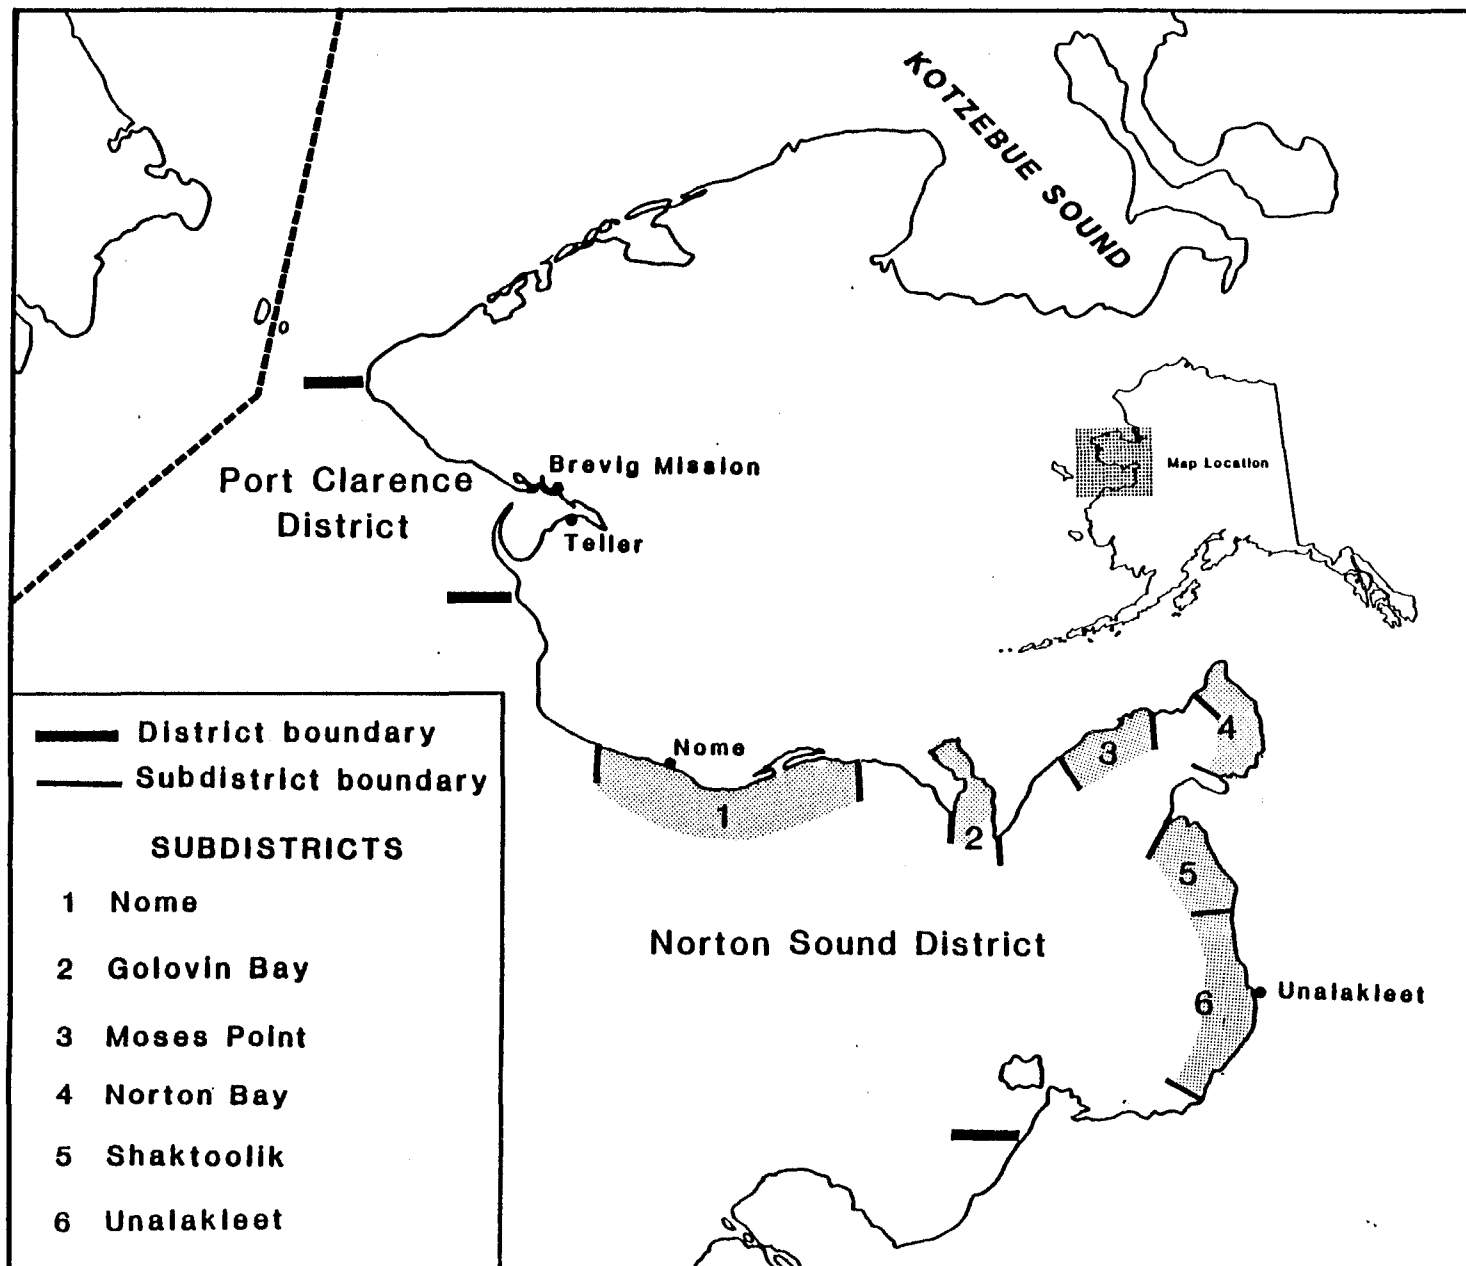 KOTZEBUE SOUND
Map Location
Brevig Mission
Port Clarence
District
Teller
Nome
1
2
3
4
5
6
Norton Sound District
Unalakleet
District boundary
Subdistrict boundary
SUBDISTRICTS
1 Nome
2 Golovin Bay
3 Moses Point
4 Norton Bay
5 Shaktoolik
6 Unalakleet